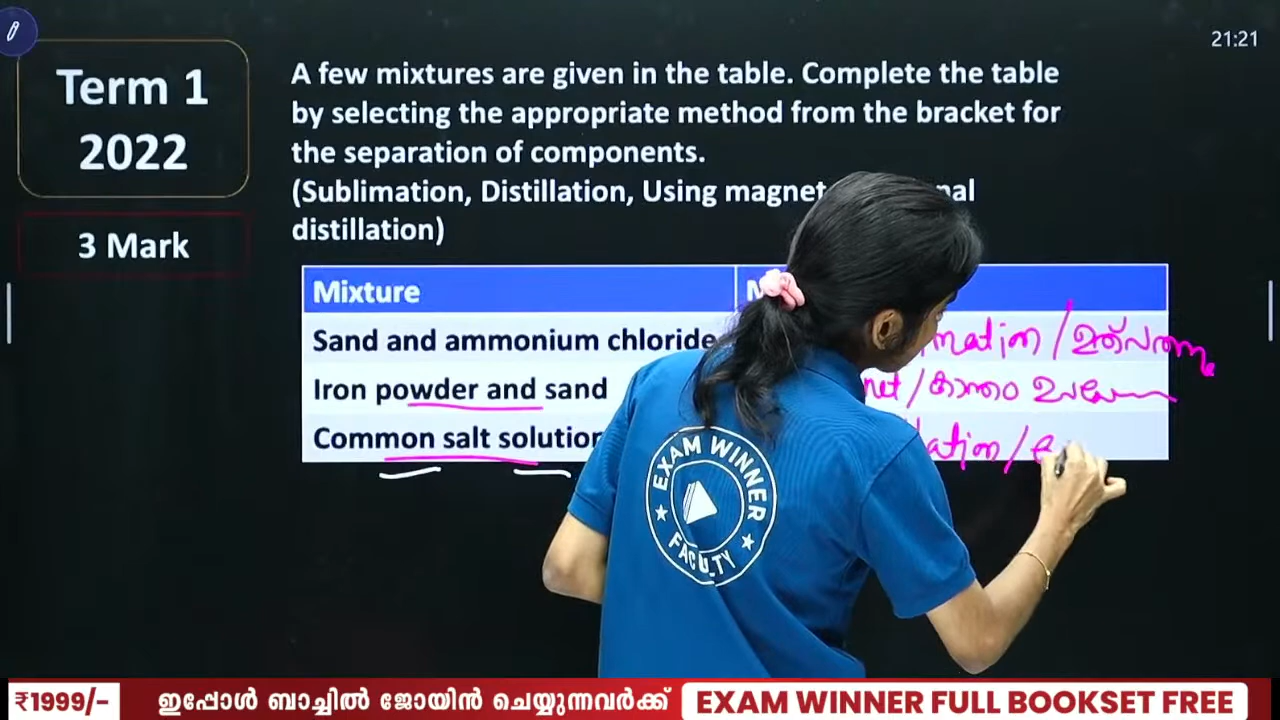 21:21
Term 1
2022
3 Mark
A few mixtures are given in the table. Complete the table
by selecting the appropriate method from the bracket for
the separation of components.
(Sublimation, Distillation, Using magnet
distillation)
Mixture
Sand and ammonium chloride
Iron powder and sand
Common salt solution
EXAM WINNER
FACULTY
₹1999/- ഇപ്പോൾ ബാച്ചിൽ ജോയിൻ ചെയ്യുന്നവർക്ക് EXAM WINNER FULL BOOKSET FREE